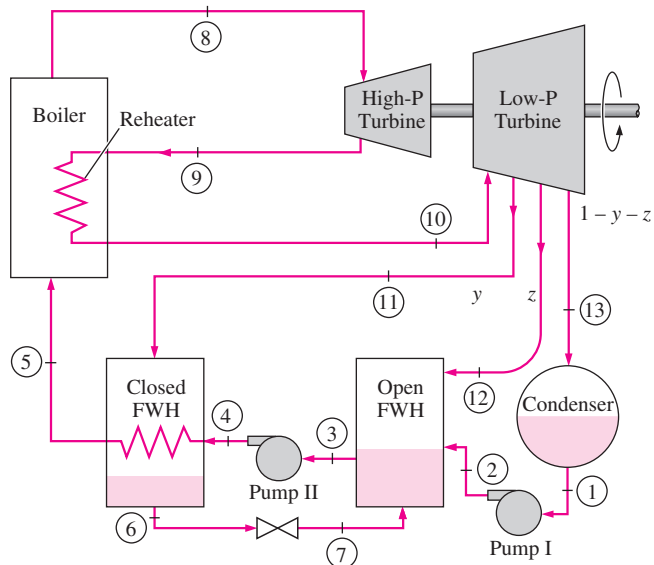 8
High-P
Turbine
Low-P
Turbine
Boiler
Reheater
9
10
1 – y – z
11
y
z
13
5
12
Closed
FWH
4
3
Open
FWH
2
Condenser
Pump II
1
6
7
Pump I